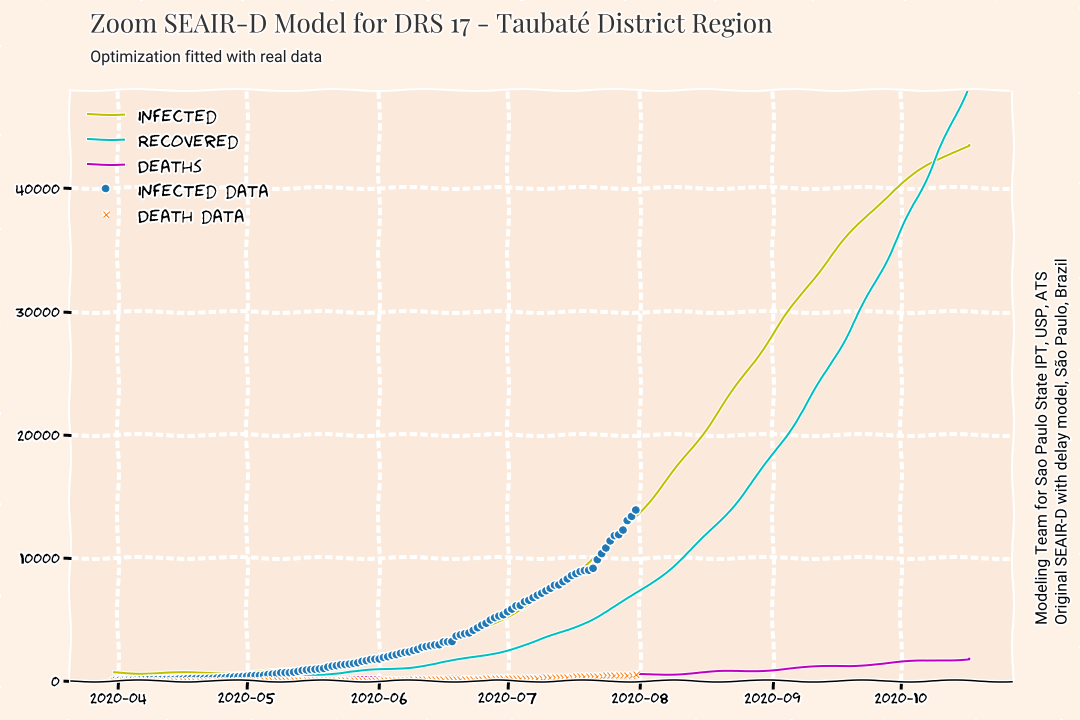 Zoom SEAIR-D Model for DRS 17 - Taubaté District Region
Optimization fitted with real data
INFECTED
RECOVERED
DEATHS
INFECTED DATA
DEATH DATA
40000
30000
20000
10000
0
2020-04 2020-05 2020-06 2020-07 2020-08 2020-09 2020-10
Modeling Team for Sao Paulo State IPT, USP, ATS
Original SEAIR-D with delay model, São Paulo, Brazil